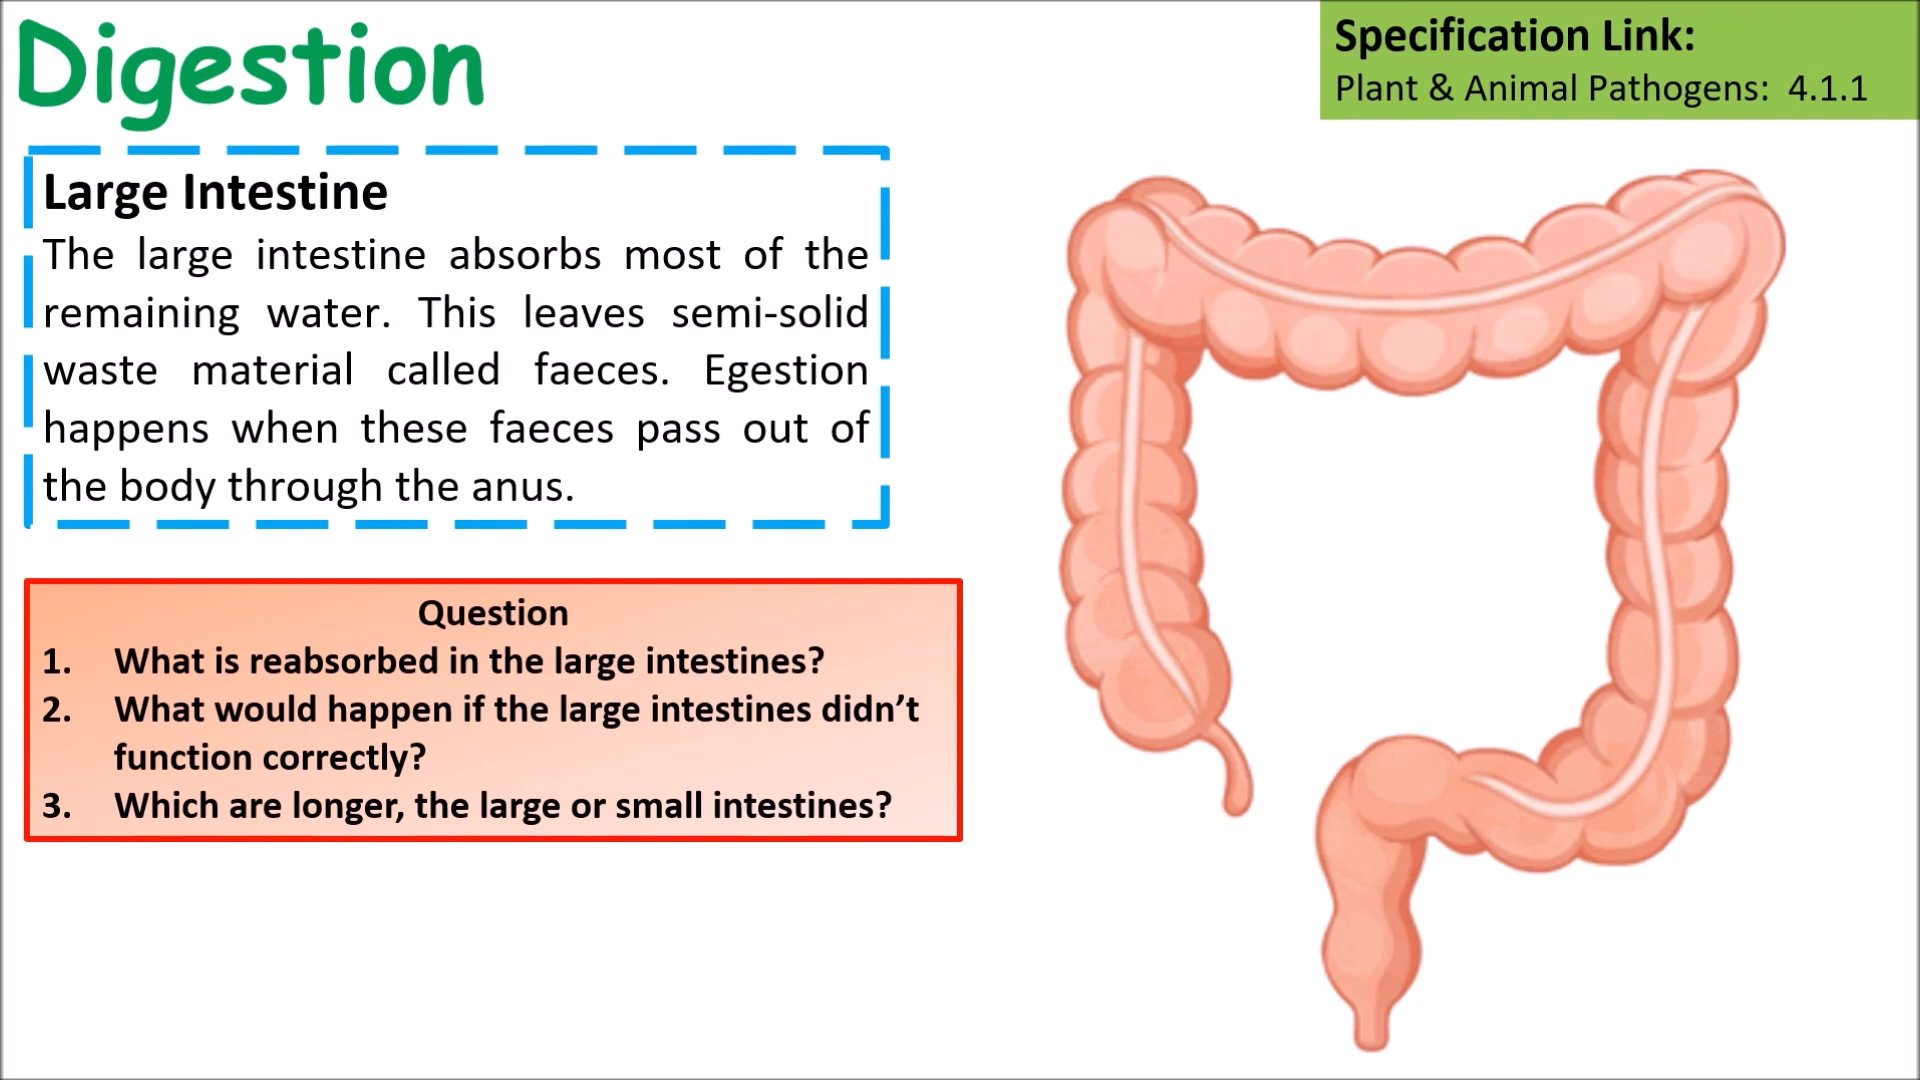 Digestion
Specification Link:
Plant & Animal Pathogens: 4.1.1
Large Intestine
The large intestine absorbs most of the
remaining water. This leaves semi-solid
waste material called faeces. Egestion
happens when these faeces pass out of
the body through the anus.
Question
1. What is reabsorbed in the large intestines?
2. What would happen if the large intestines didn’t
function correctly?
3. Which are longer, the large or small intestines?